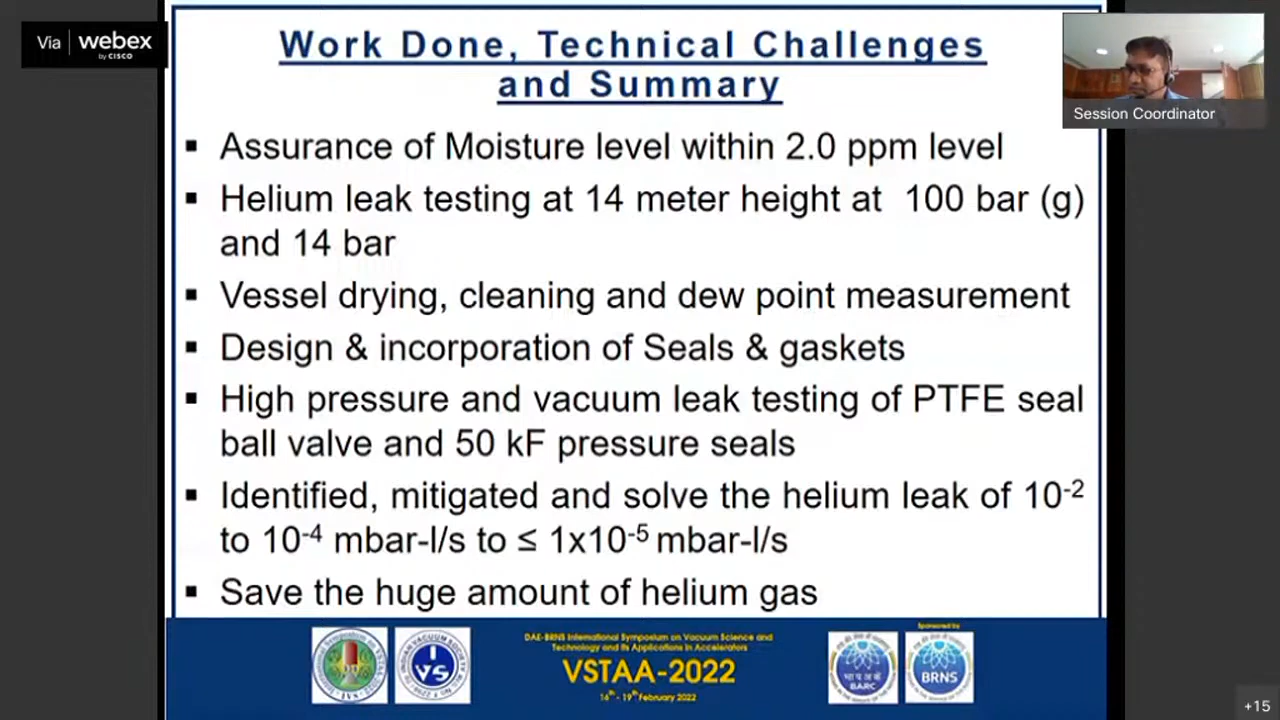 Via webex
by CISCO
Work Done, Technical Challenges
and Summary
Session Coordinator
▪ Assurance of Moisture level within 2.0 ppm level
▪ Helium leak testing at 14 meter height at 100 bar (g)
and 14 bar
▪ Vessel drying, cleaning and dew point measurement
▪ Design & incorporation of Seals & gaskets
▪ High pressure and vacuum leak testing of PTFE seal
ball valve and 50 kF pressure seals
▪ Identified, mitigated and solve the helium leak of 10⁻²
to 10⁻⁴ mbar-l/s to ≤ 1x10⁻⁵ mbar-l/s
▪ Save the huge amount of helium gas
DAE-BRNS International Symposium on Vacuum Science and
Technology and its Applications in Accelerators
VSTAA-2022
16th - 19th February 2022
Sponsored by
IVS
BARC
BRNS
+15